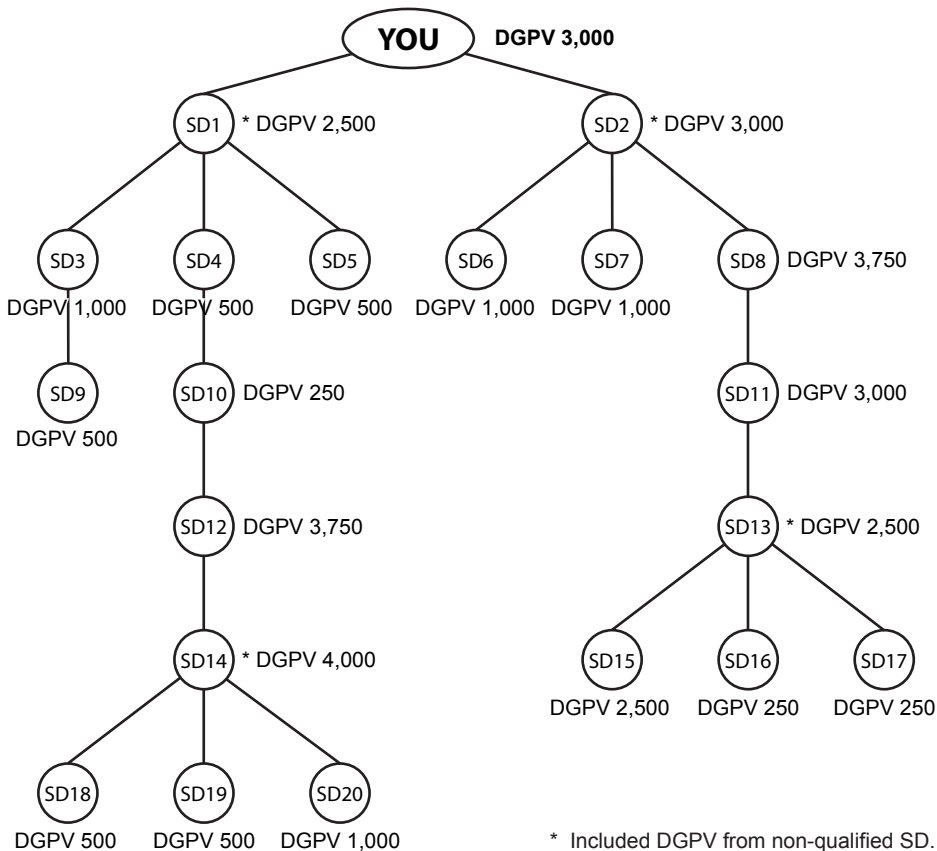 YOU DGPV 3,000
SD1 * DGPV 2,500 SD2 * DGPV 3,000
SD3 SD4 SD5 SD6 SD7 SD8 DGPV 3,750
DGPV 1,000 DGPV 500 DGPV 500 DGPV 1,000 DGPV 1,000
SD9 SD10 DGPV 250 SD11 DGPV 3,000
DGPV 500
SD12 DGPV 3,750 SD13 * DGPV 2,500
SD14 * DGPV 4,000 SD15 SD16 SD17
DGPV 2,500 DGPV 250 DGPV 250
SD18 SD19 SD20
DGPV 500 DGPV 500 DGPV 1,000 * Included DGPV from non-qualified SD.